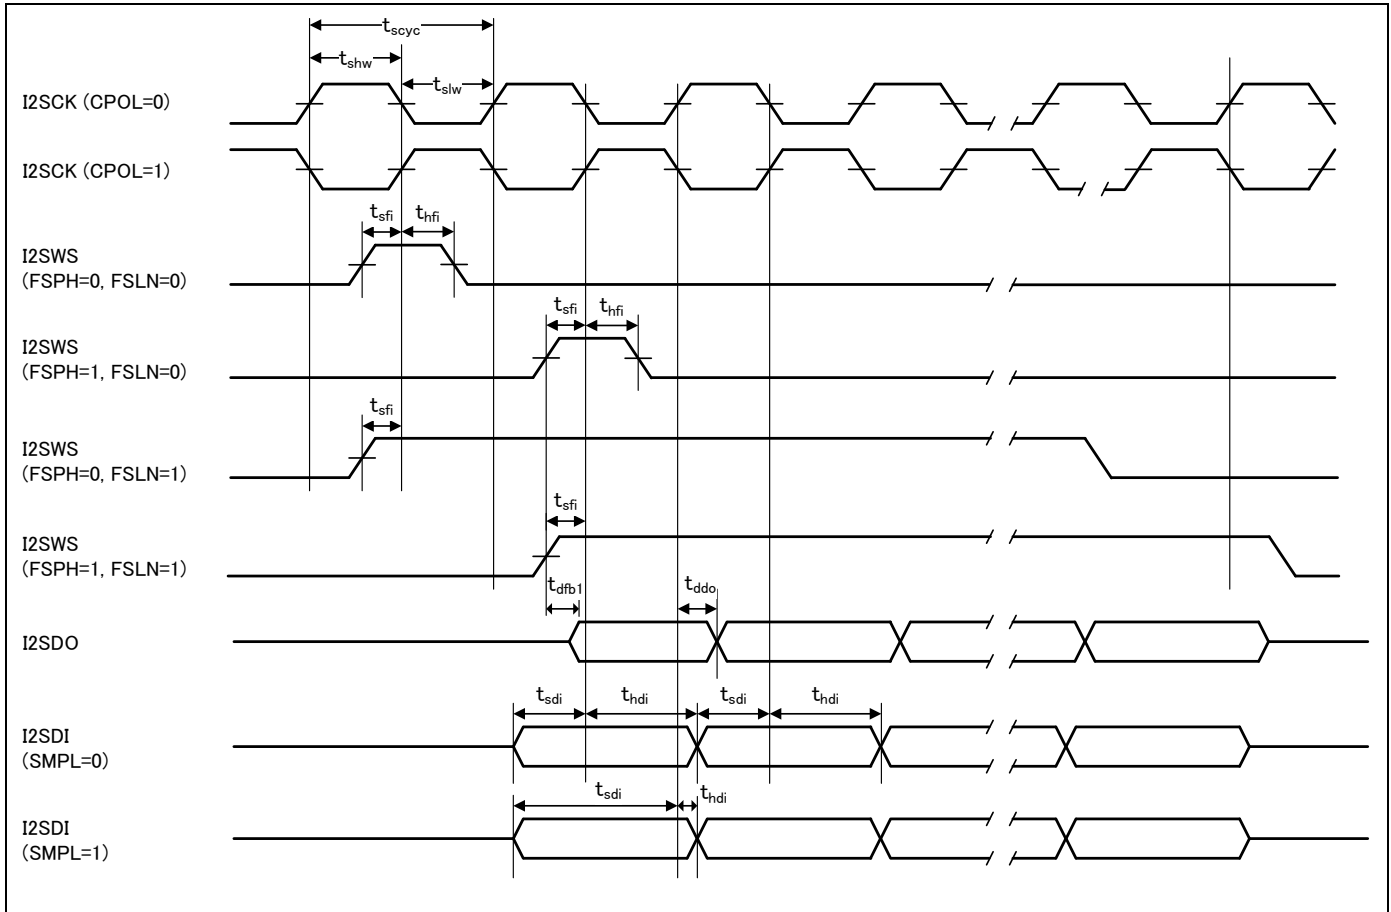 tscyc
tshw
tslw
I2SCK (CPOL=0)
I2SCK (CPOL=1)
tsfi thfi
I2SWS
(FSPH=0, FSLN=0)
tsfi thfi
I2SWS
(FSPH=1, FSLN=0)
tsfi
I2SWS
(FSPH=0, FSLN=1)
tsfi
I2SWS
(FSPH=1, FSLN=1)
tdfb1 tddo
I2SDO
tsdi thdi tsdi thdi
I2SDI
(SMPL=0)
tsdi thdi
I2SDI
(SMPL=1)